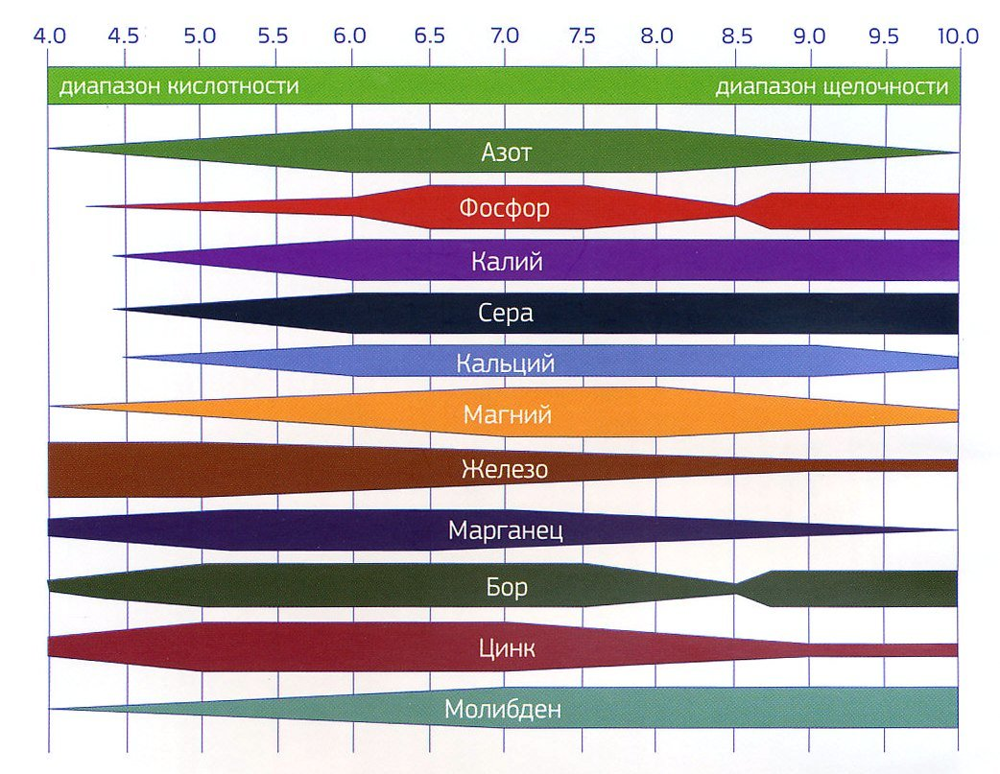 4.0 4.5 5.0 5.5 6.0 6.5 7.0 7.5 8.0 8.5 9.0 9.5 10.0
диапазон кислотности диапазон щелочности
Азот
Фосфор
Калий
Сера
Кальций
Магний
Железо
Марганец
Бор
Цинк
Молибден